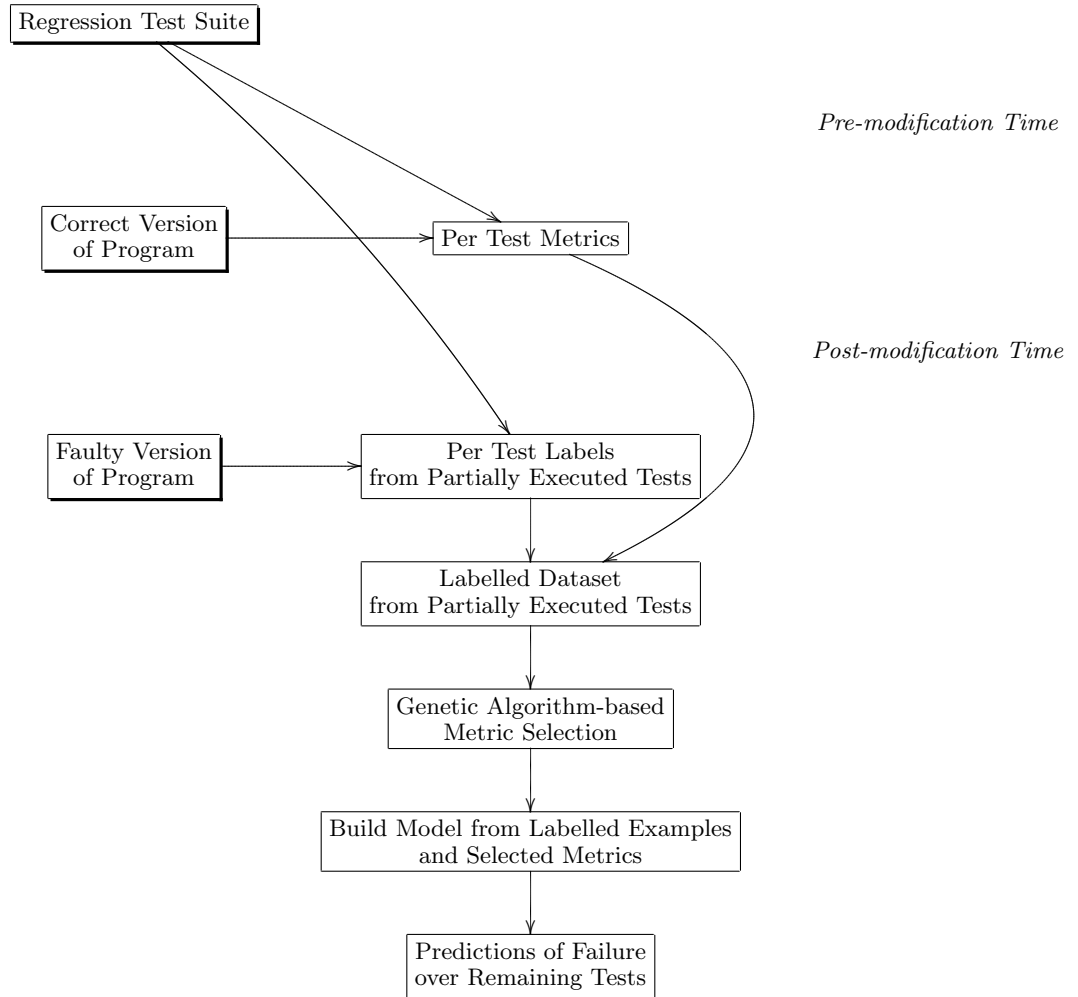 Regression Test Suite
Pre-modification Time
Correct Version
of Program
Per Test Metrics
Post-modification Time
Faulty Version
of Program
Per Test Labels
from Partially Executed Tests
Labelled Dataset
from Partially Executed Tests
Genetic Algorithm-based
Metric Selection
Build Model from Labelled Examples
and Selected Metrics
Predictions of Failure
over Remaining Tests